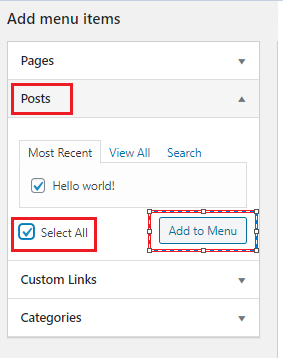 Add menu items
Pages
Posts
Most Recent View All Search
Hello world!
Select All Add to Menu
Custom Links
Categories